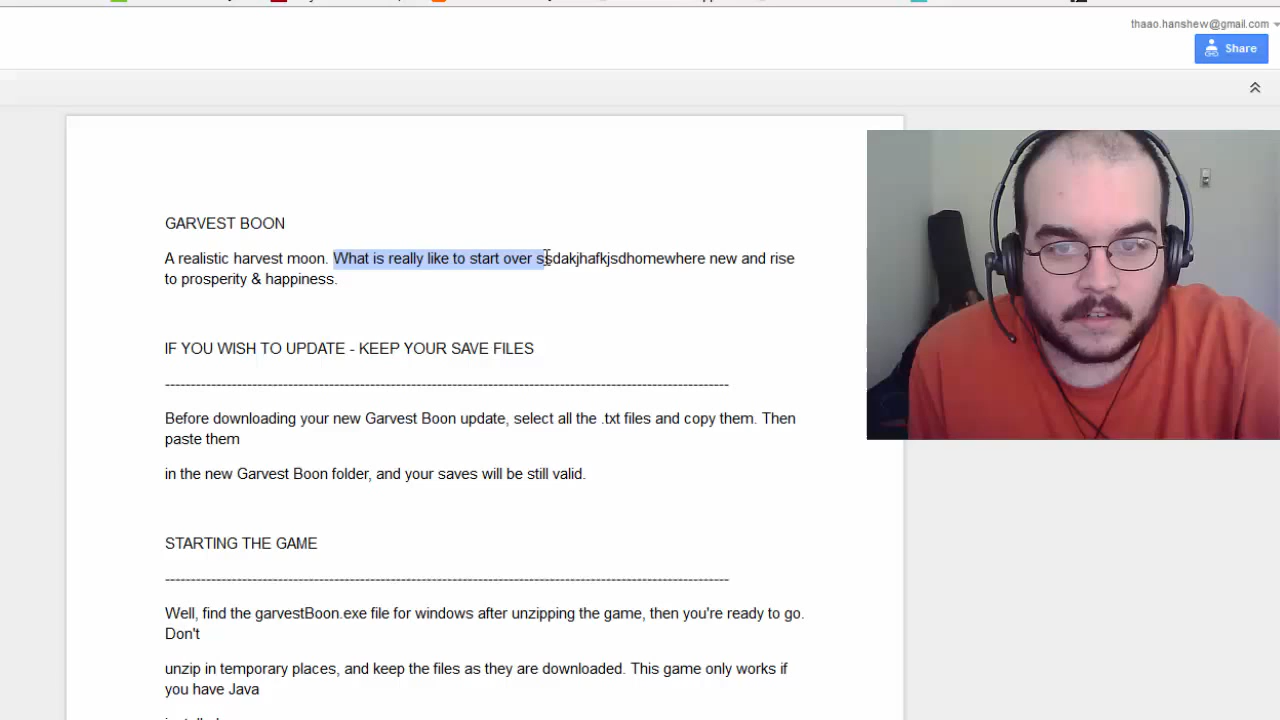 thaao.hanshew@gmail.com
Share
GARVEST BOON
A realistic harvest moon. What is really like to start over ssdakjhafkjsdhomewhere new and rise
to prosperity & happiness.
IF YOU WISH TO UPDATE - KEEP YOUR SAVE FILES
-----------------------------------------------------------------------------------------------------------------
Before downloading your new Garvest Boon update, select all the .txt files and copy them. Then
paste them
in the new Garvest Boon folder, and your saves will be still valid.
STARTING THE GAME
-----------------------------------------------------------------------------------------------------------------
Well, find the garvestBoon.exe file for windows after unzipping the game, then you're ready to go.
Don't
unzip in temporary places, and keep the files as they are downloaded. This game only works if
you have Java